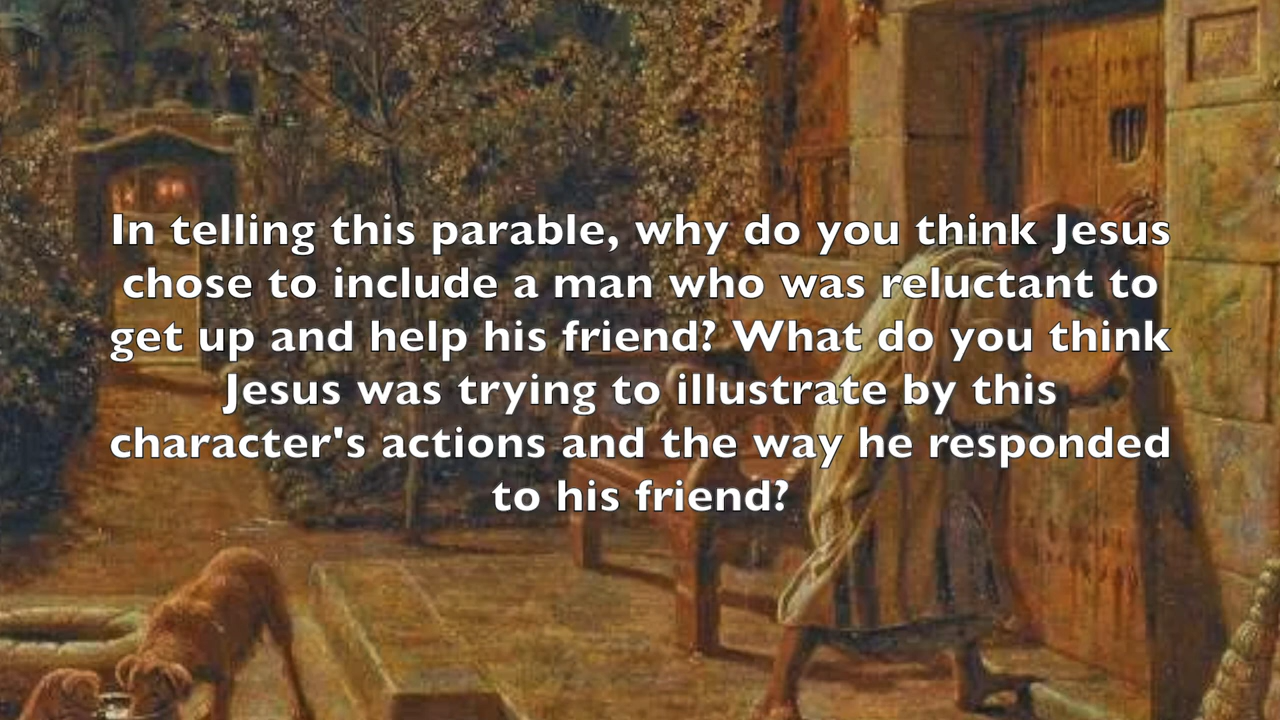 In telling this parable, why do you think Jesus
chose to include a man who was reluctant to
get up and help his friend? What do you think
Jesus was trying to illustrate by this
character's actions and the way he responded
to his friend?